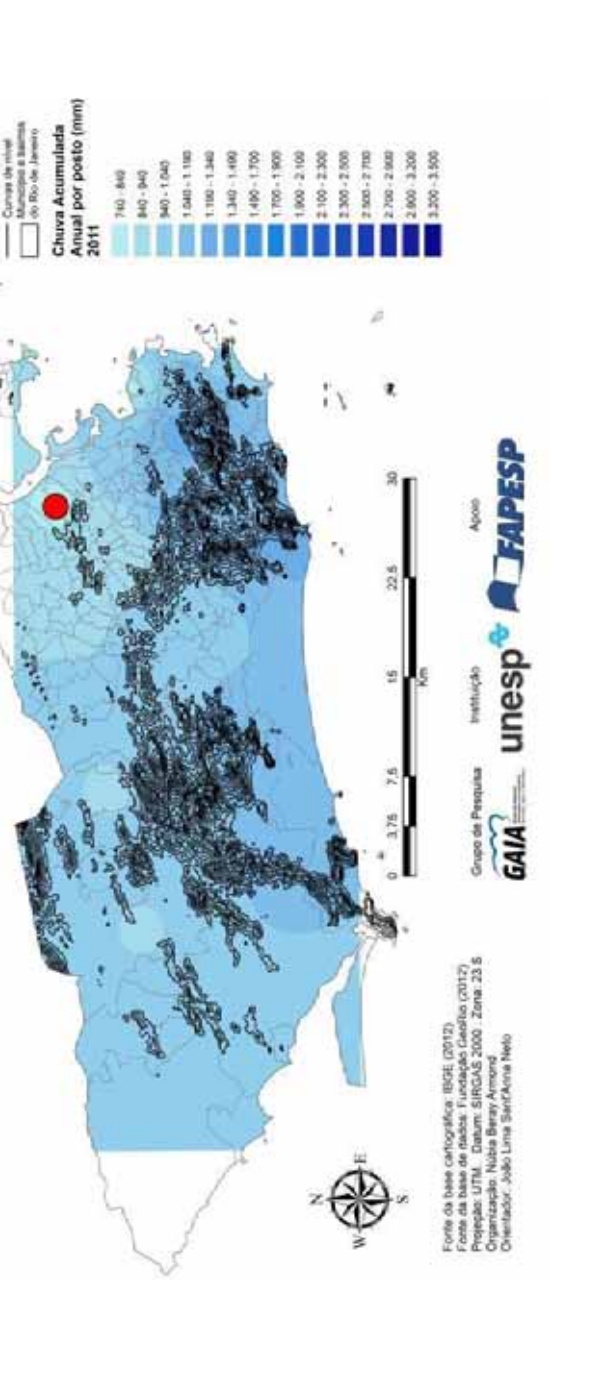 Curvas de nível
Município e bairros
do Rio de Janeiro
Chuva Acumulada
Anual por posto (mm)
2011
740 - 840
840 - 940
940 - 1.040
1.040 - 1.190
1.190 - 1.340
1.340 - 1.490
1.490 - 1.700
1.700 - 1.900
1.900 - 2.100
2.100 - 2.300
2.300 - 2.500
2.500 - 2.700
2.700 - 2.900
2.900 - 3.200
3.200 - 3.500
N
W E
S
0 3.75 7.5 15 22.5 30
Km
Fonte da base cartográfica: IBGE (2012)
Fonte da base de dados: Fundação GeoRio (2012)
Projeção: UTM. Datum: SIRGAS 2000. Zona: 23 S
Organização: Núbia Beray Armond
Orientador: João Lima Sant'Anna Neto
Grupo de Pesquisa
GAIA
Instituição
unesp
Apoio
FAPESP